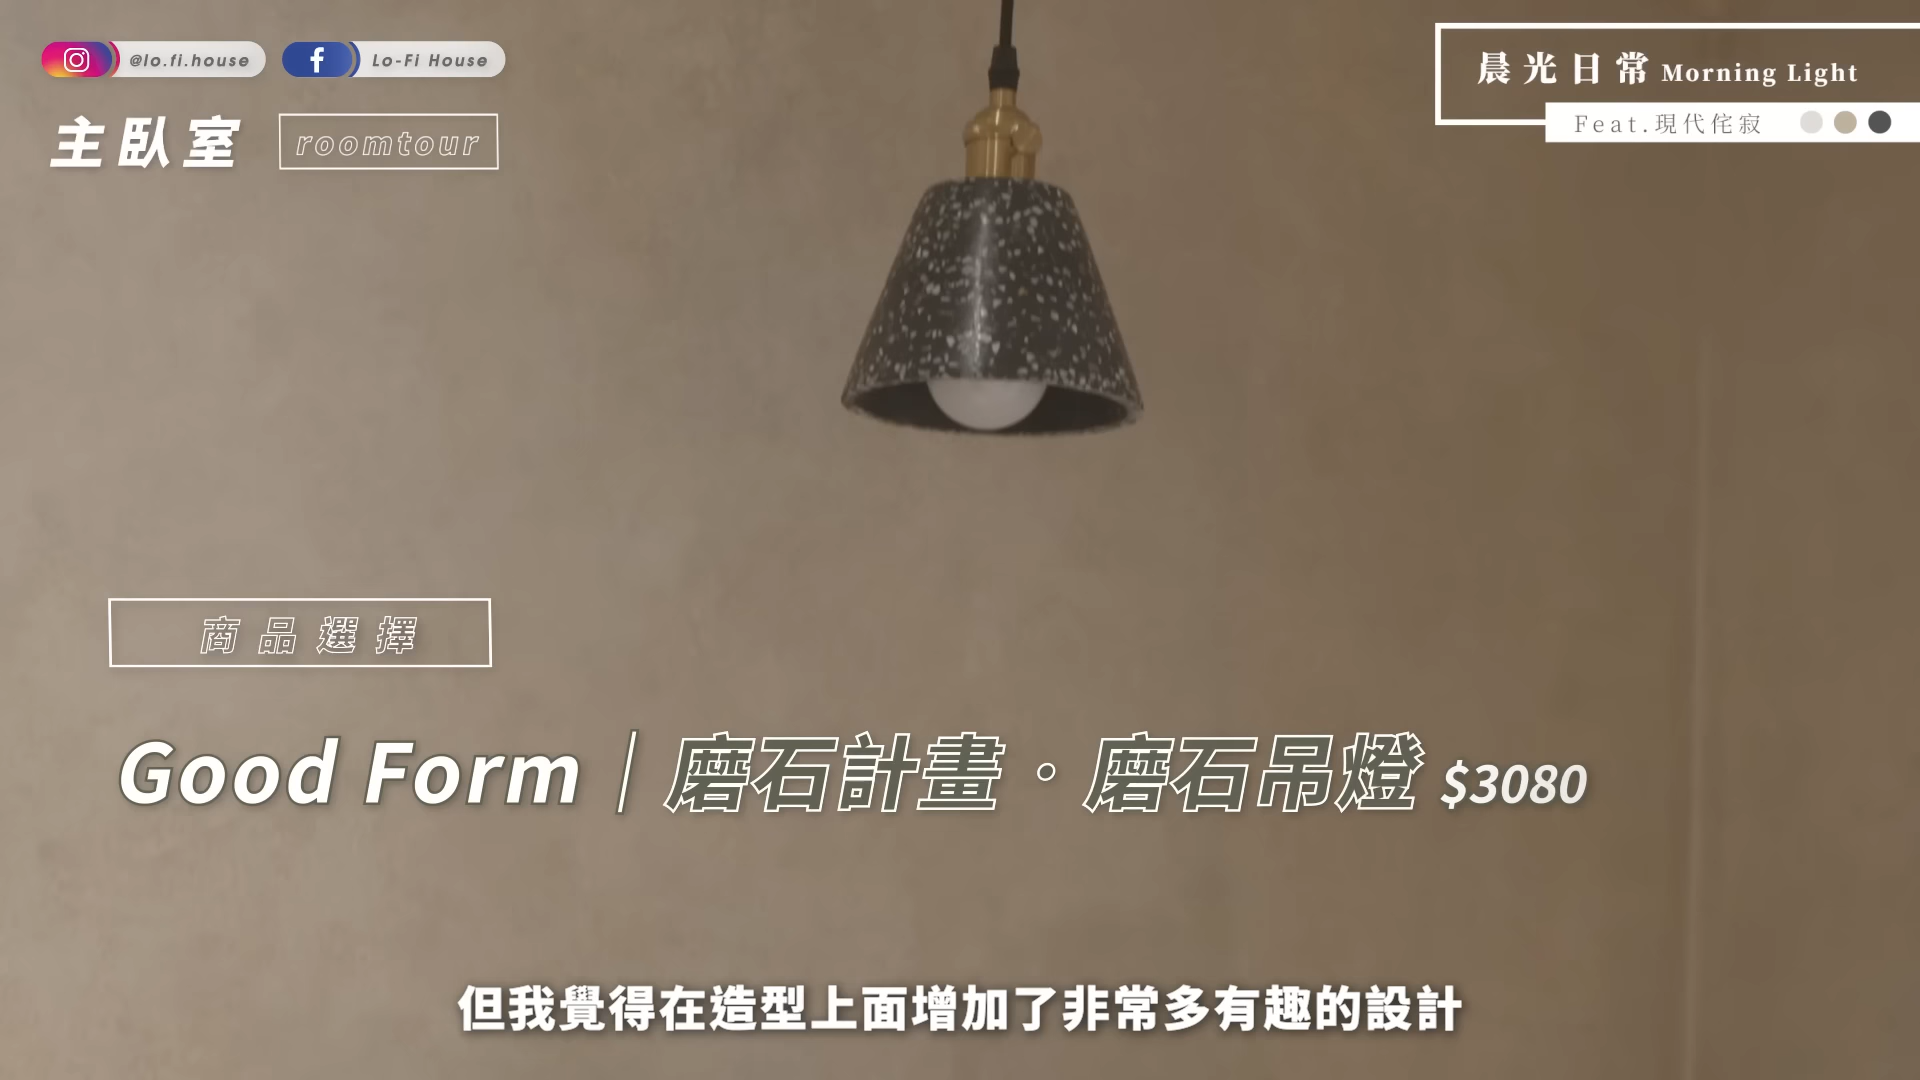 @lo.fi.house
Lo-Fi House
主臥室
roomtour
晨光日常 Morning Light
Feat.現代侘寂
商品選擇
Good Form｜磨石計畫。磨石吊燈 $3080
但我覺得在造型上面增加了非常多有趣的設計